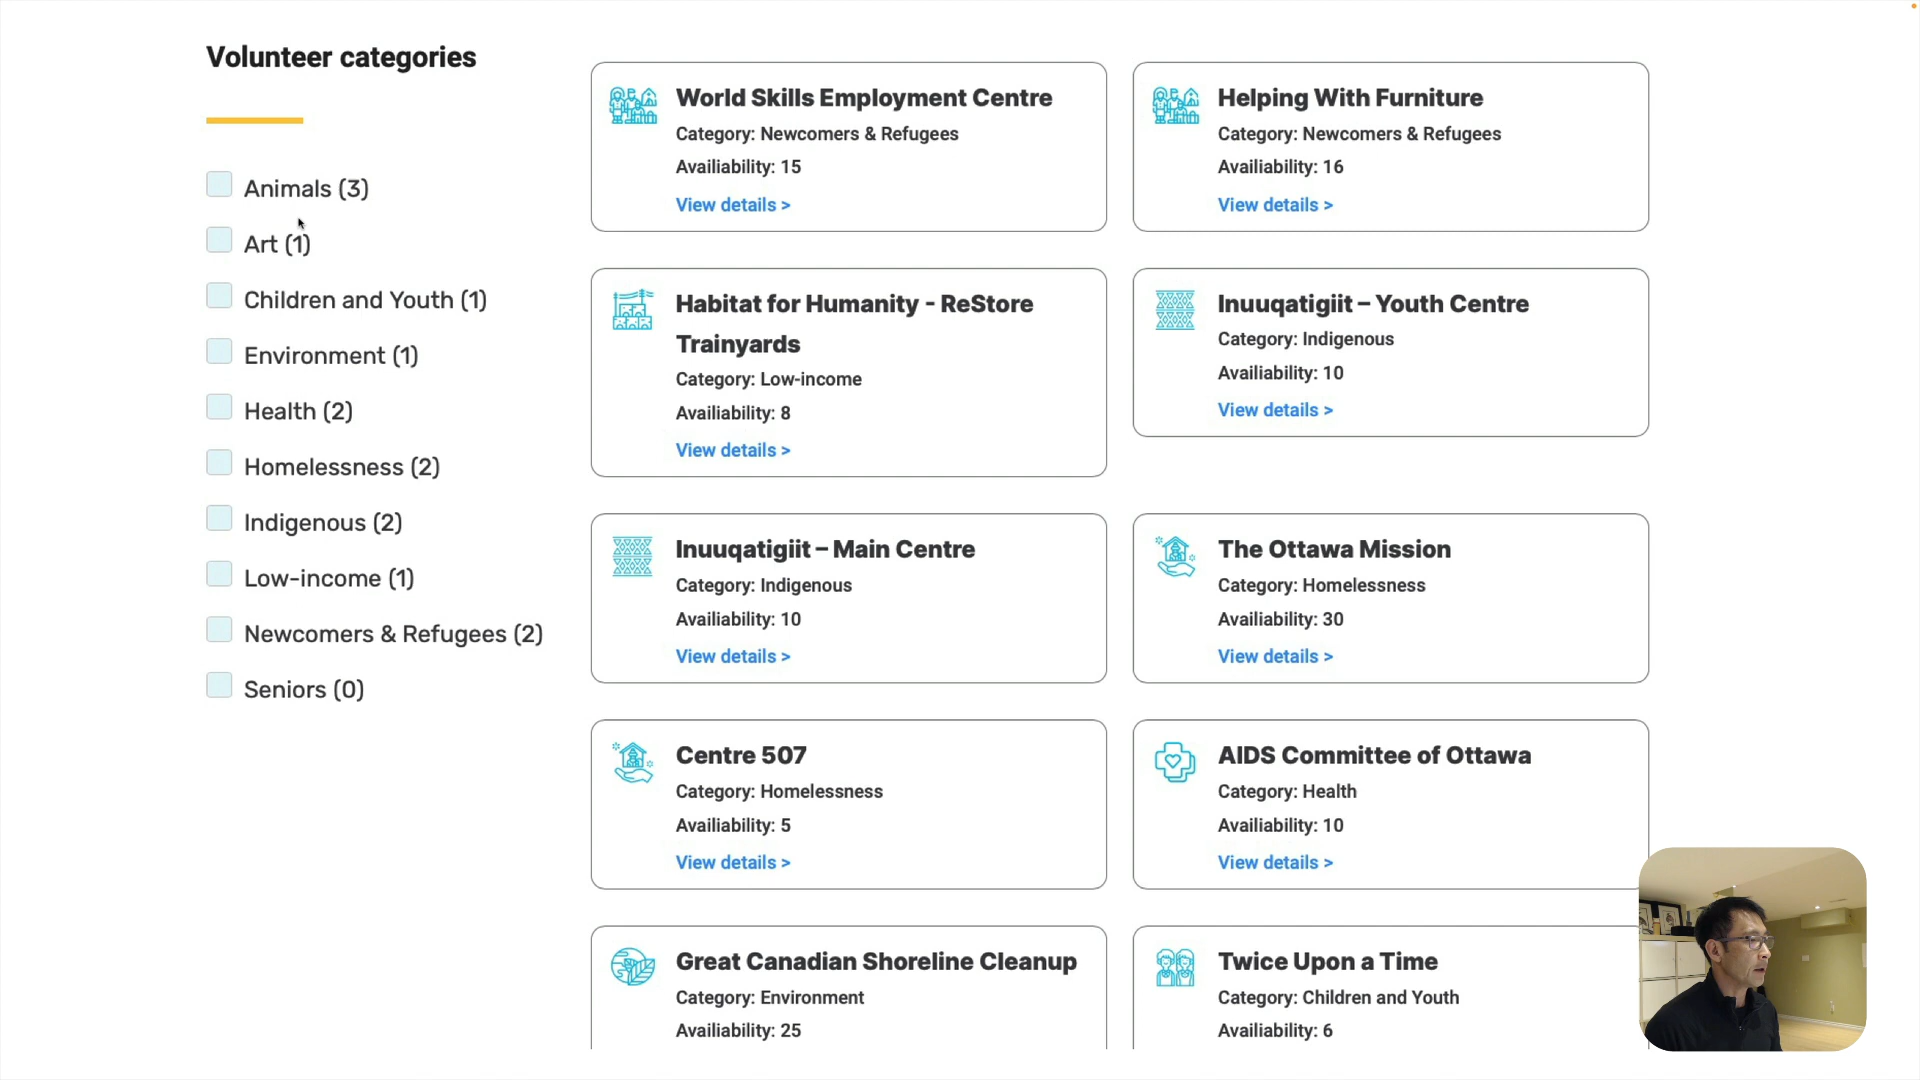 Volunteer categories
Animals (3)
Art (1)
Children and Youth (1)
Environment (1)
Health (2)
Homelessness (2)
Indigenous (2)
Low-income (1)
Newcomers & Refugees (2)
Seniors (0)
World Skills Employment Centre
Category: Newcomers & Refugees
Availiability: 15
View details >
Helping With Furniture
Category: Newcomers & Refugees
Availiability: 16
View details >
Habitat for Humanity - ReStore
Trainyards
Category: Low-income
Availiability: 8
View details >
Inuuqatigiit – Youth Centre
Category: Indigenous
Availiability: 10
View details >
Inuuqatigiit – Main Centre
Category: Indigenous
Availiability: 10
View details >
The Ottawa Mission
Category: Homelessness
Availiability: 30
View details >
Centre 507
Category: Homelessness
Availiability: 5
View details >
AIDS Committee of Ottawa
Category: Health
Availiability: 10
View details >
Great Canadian Shoreline Cleanup
Category: Environment
Availiability: 25
Twice Upon a Time
Category: Children and Youth
Availiability: 6